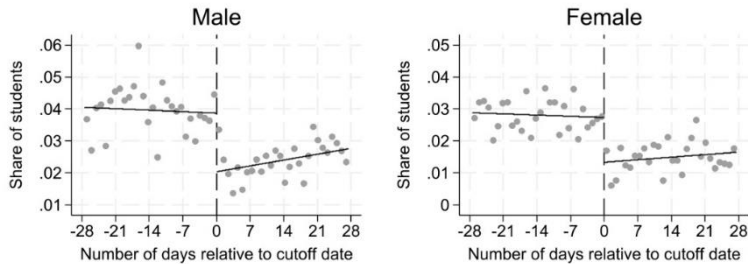 Male
Share of students
.06
.05
.04
.03
.02
.01
-28 -21 -14 -7 0 7 14 21 28
Number of days relative to cutoff date
Female
Share of students
.05
.04
.03
.02
.01
0
-28 -21 -14 -7 0 7 14 21 28
Number of days relative to cutoff date